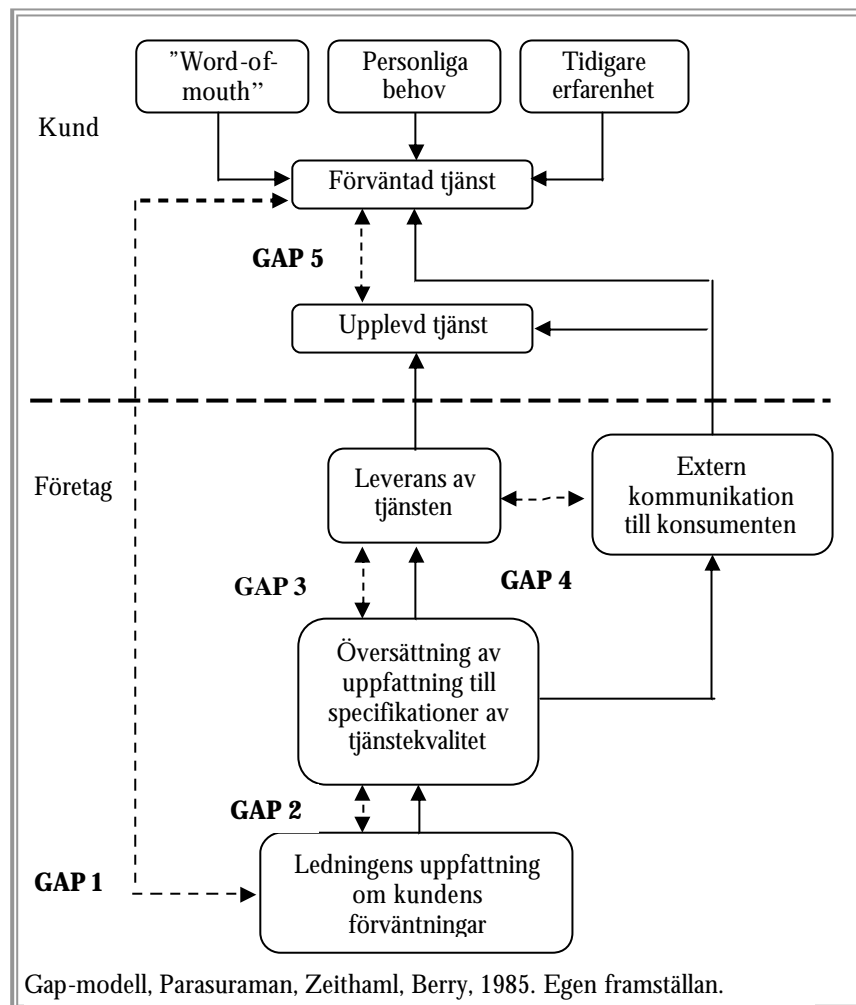 ”Word-of-
mouth”
Personliga
behov
Tidigare
erfarenhet
Kund
Förväntad tjänst
GAP 5
Upplevd tjänst
Företag
Leverans av
tjänsten
Extern
kommunikation
till konsumenten
GAP 3
GAP 4
Översättning av
uppfattning till
specifikationer av
tjänstekvalitet
GAP 2
GAP 1
Ledningens uppfattning
om kundens
förväntningar
Gap-modell, Parasuraman, Zeithaml, Berry, 1985. Egen framställan.